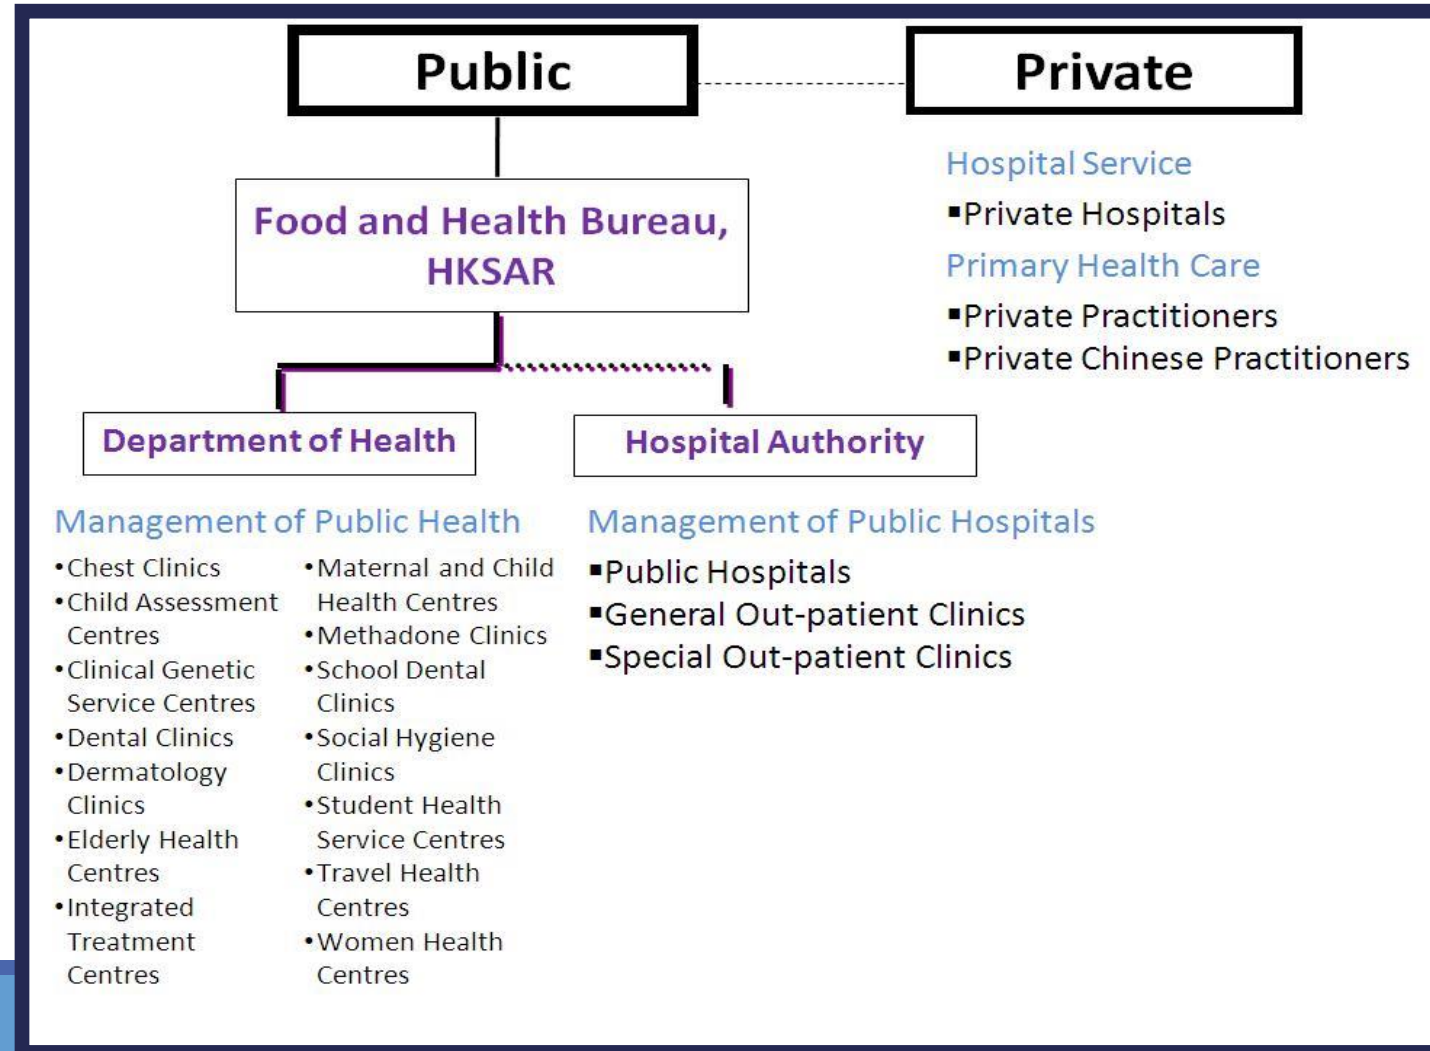 Public
Private
Food and Health Bureau,
HKSAR
Hospital Service
▪Private Hospitals
Primary Health Care
▪Private Practitioners
▪Private Chinese Practitioners
Department of Health
Hospital Authority
Management of Public Health
•Chest Clinics
•Child Assessment
Centres
•Clinical Genetic
Service Centres
•Dental Clinics
•Dermatology
Clinics
•Elderly Health
Centres
•Integrated
Treatment
Centres
•Maternal and Child
Health Centres
•Methadone Clinics
•School Dental
Clinics
•Social Hygiene
Clinics
•Student Health
Service Centres
•Travel Health
Centres
•Women Health
Centres
Management of Public Hospitals
▪Public Hospitals
▪General Out-patient Clinics
▪Special Out-patient Clinics